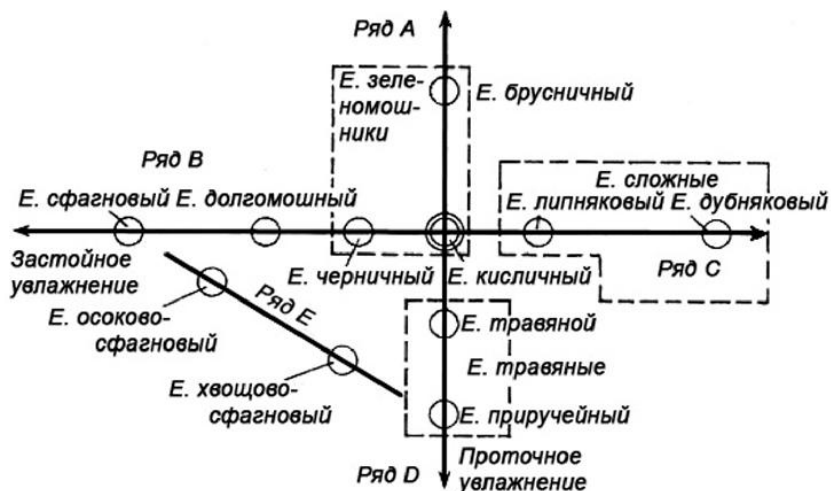 Ряд А
Е. зеле-
номош-
ники
Е. брусничный
Ряд В
Е. сфагновый Е. долгомошный
Е. сложные
Е. липняковый Е. дубняковый
Застойное
увлажнение
Е. черничный
Е. кисличный
Ряд С
Ряд Е
Е. осоково-
сфагновый
Е. травяной
Е. травяные
Е. хвощово-
сфагновый
Е. приручейный
Ряд D
Проточное
увлажнение